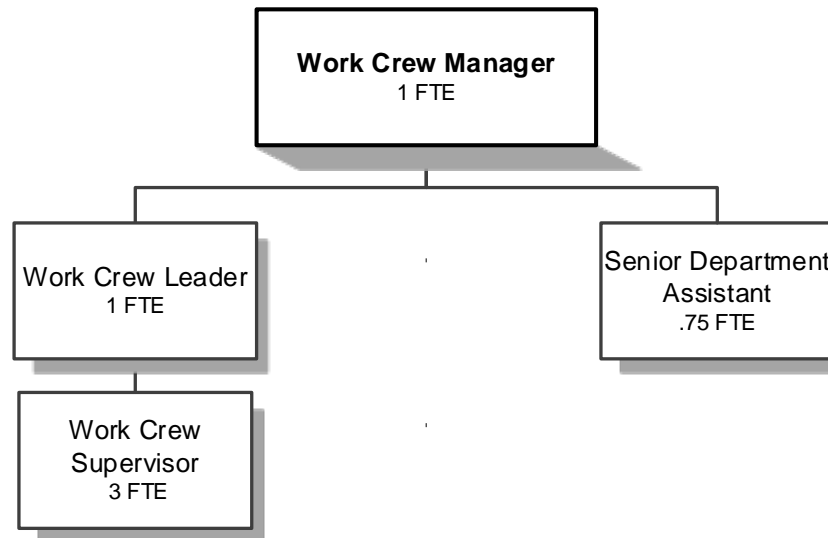 Work Crew Manager
1 FTE
Work Crew Leader
1 FTE
Senior Department
Assistant
.75 FTE
Work Crew
Supervisor
3 FTE